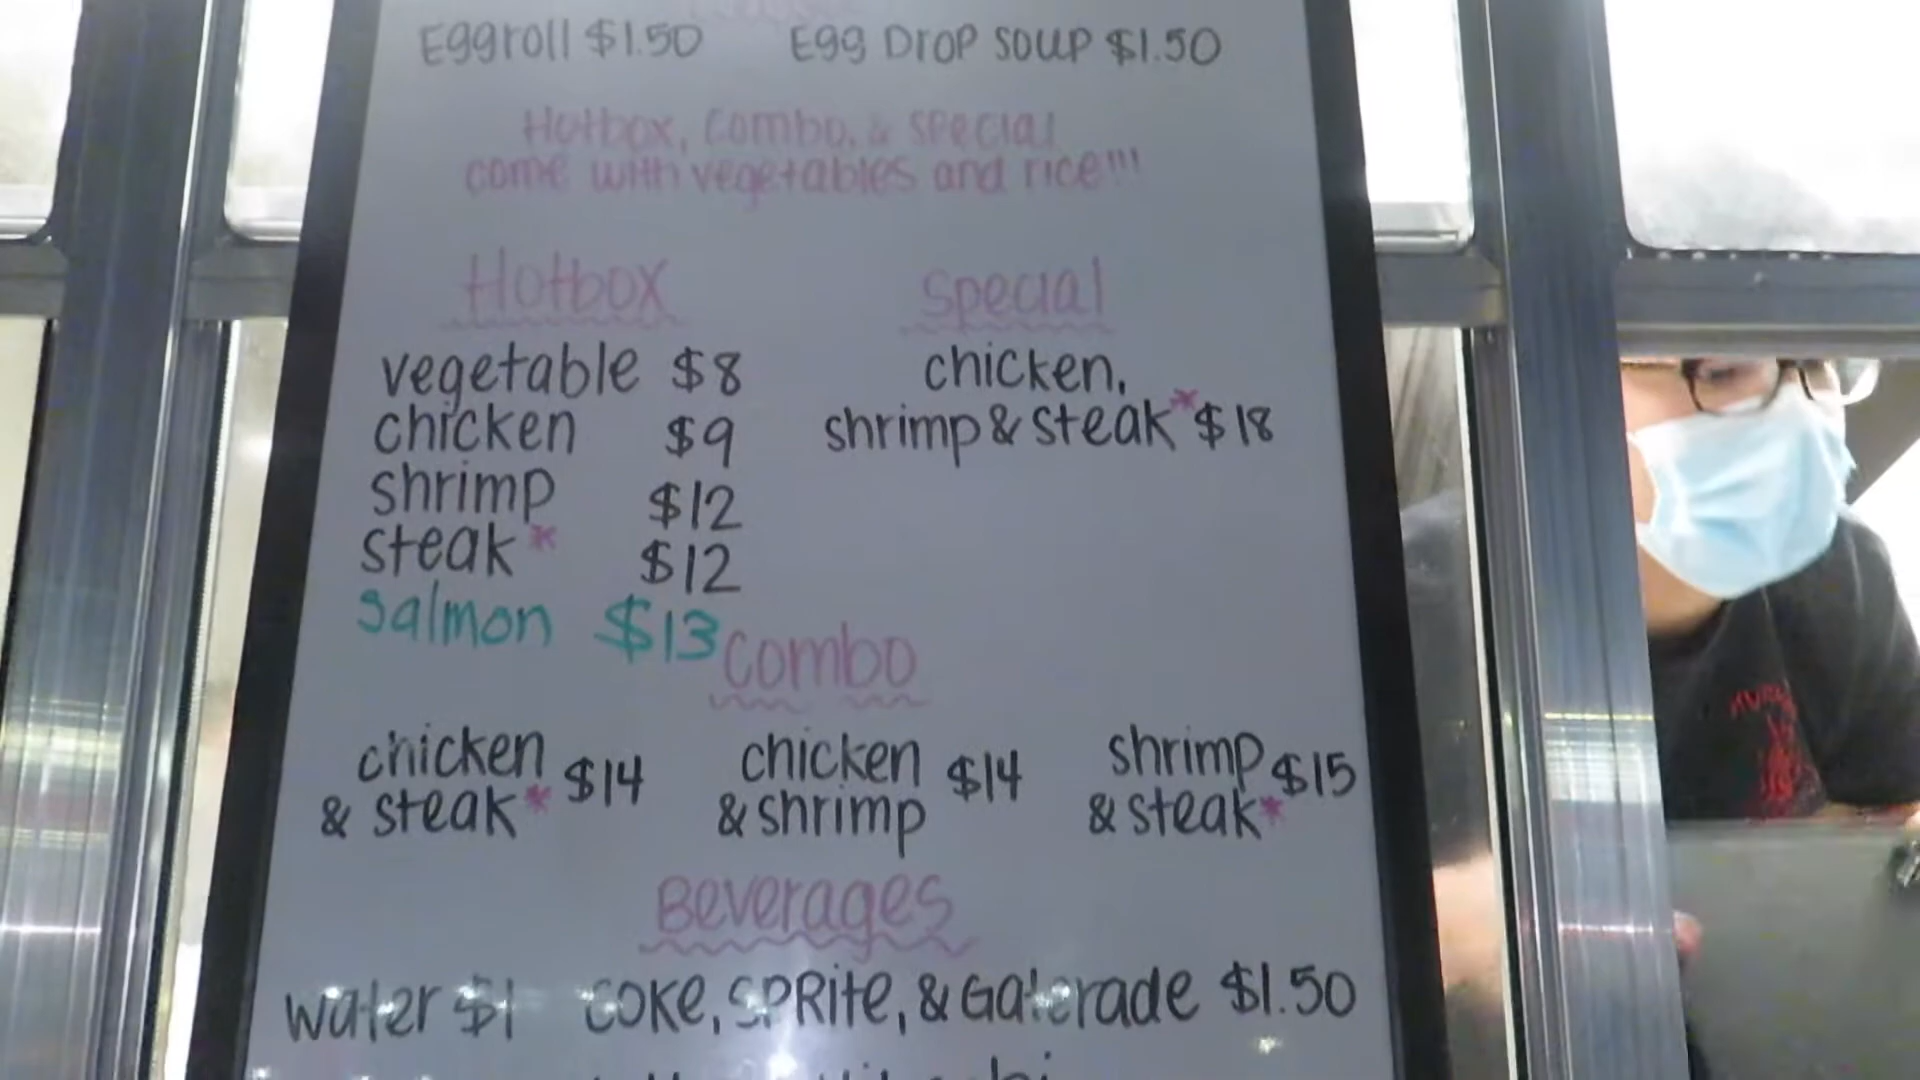 Eggroll $1.50 Egg Drop Soup $1.50
Hotbox, Combo, & Special
come with vegetables and rice!!!
Hotbox
vegetable $8
chicken $9
shrimp $12
steak* $12
salmon $13
Special
chicken,
shrimp & steak* $18
Combo
chicken
& steak* $14
chicken
& shrimp $14
shrimp
& steak* $15
Beverages
water $1 COKE, SPRite, & Gaterade $1.50